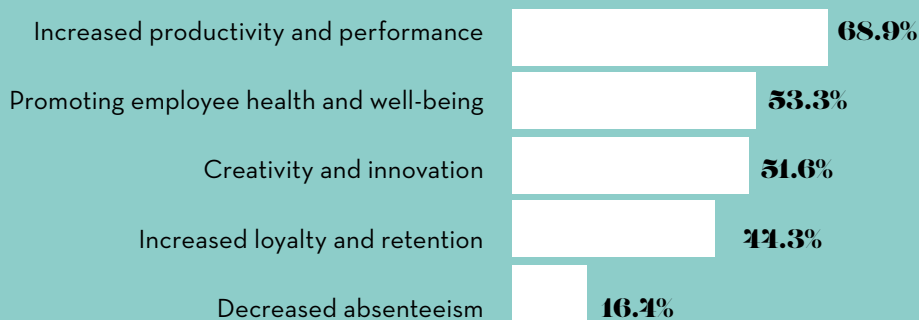 Increased productivity and performance 68.9%
Promoting employee health and well-being 53.3%
Creativity and innovation 51.6%
Increased loyalty and retention 44.3%
Decreased absenteeism 16.4%